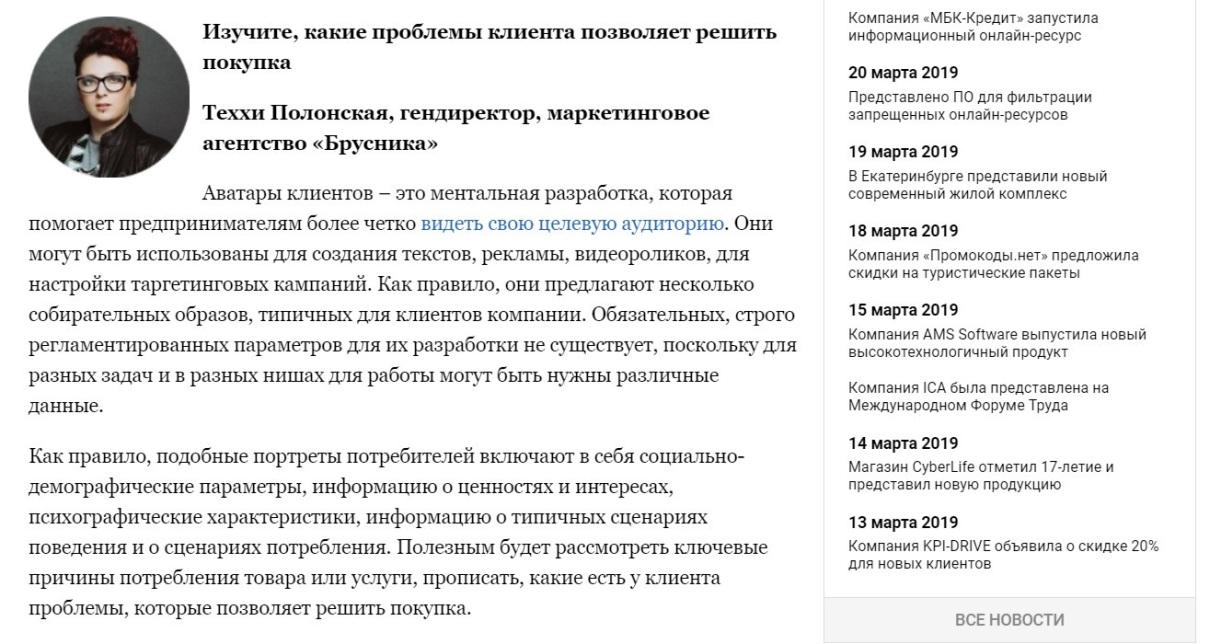 Изучите, какие проблемы клиента позволяет решить
покупка
Теххи Полонская, гендиректор, маркетинговое
агентство «Брусника»
Аватары клиентов – это ментальная разработка, которая
помогает предпринимателям более четко видеть свою целевую аудиторию. Они
могут быть использованы для создания текстов, рекламы, видеороликов, для
настройки таргетинговых кампаний. Как правило, они предлагают несколько
собирательных образов, типичных для клиентов компании. Обязательных, строго
регламентированных параметров для их разработки не существует, поскольку для
разных задач и в разных нишах для работы могут быть нужны различные
данные.
Как правило, подобные портреты потребителей включают в себя социально-
демографические параметры, информацию о ценностях и интересах,
психографические характеристики, информацию о типичных сценариях
поведения и о сценариях потребления. Полезным будет рассмотреть ключевые
причины потребления товара или услуги, прописать, какие есть у клиента
проблемы, которые позволяет решить покупка.
Компания «МБК-Кредит» запустила
информационный онлайн-ресурс
20 марта 2019
Представлено ПО для фильтрации
запрещенных онлайн-ресурсов
19 марта 2019
В Екатеринбурге представили новый
современный жилой комплекс
18 марта 2019
Компания «Промокоды.нет» предложила
скидки на туристические пакеты
15 марта 2019
Компания AMS Software выпустила новый
высокотехнологичный продукт
Компания ICA была представлена на
Международном Форуме Труда
14 марта 2019
Магазин CyberLife отметил 17-летие и
представил новую продукцию
13 марта 2019
Компания KPI-DRIVE объявила о скидке 20%
для новых клиентов
ВСЕ НОВОСТИ